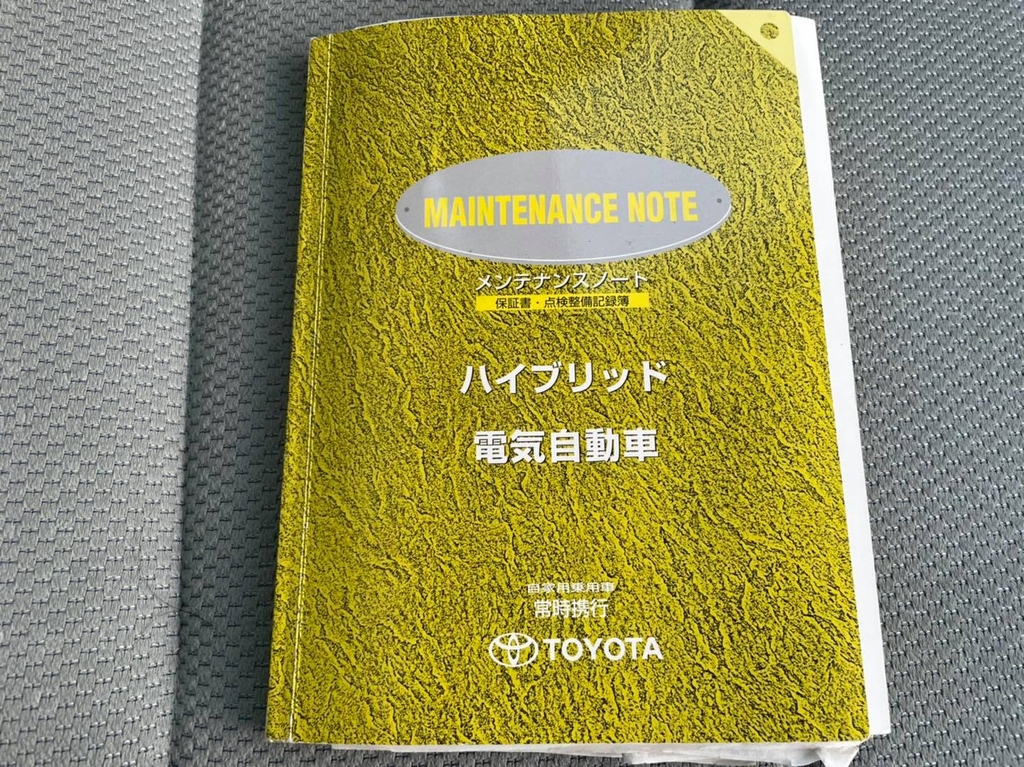 MAINTENANCE NOTE
メンテナンスノート
保証書・点検整備記録簿
ハイブリッド
電気自動車
自家用乗用車
常時携行
TOYOTA